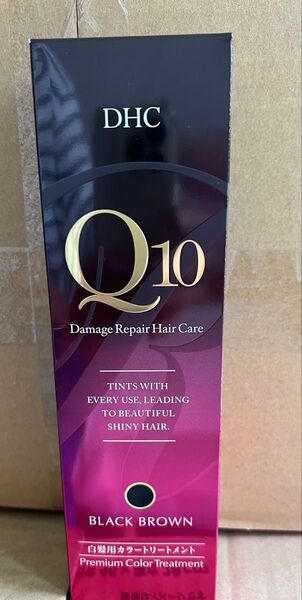 DHC
Q10
Damage Repair Hair Care
TINTS WITH
EVERY USE, LEADING
TO BEAUTIFUL
SHINY HAIR.
BLACK BROWN
白髪用カラートリートメント
Premium Color Treatment